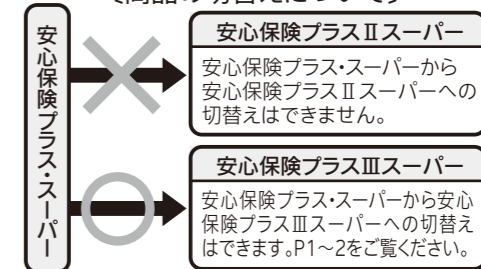 安心保険プラス・スーパー
安心保険プラスⅡスーパー
安心保険プラス・スーパーから
安心保険プラスⅡスーパーへの
切替えはできません。
安心保険プラスⅢスーパー
安心保険プラス・スーパーから安心
保険プラスⅢスーパーへの切替え
はできます。P1～2をご覧ください。